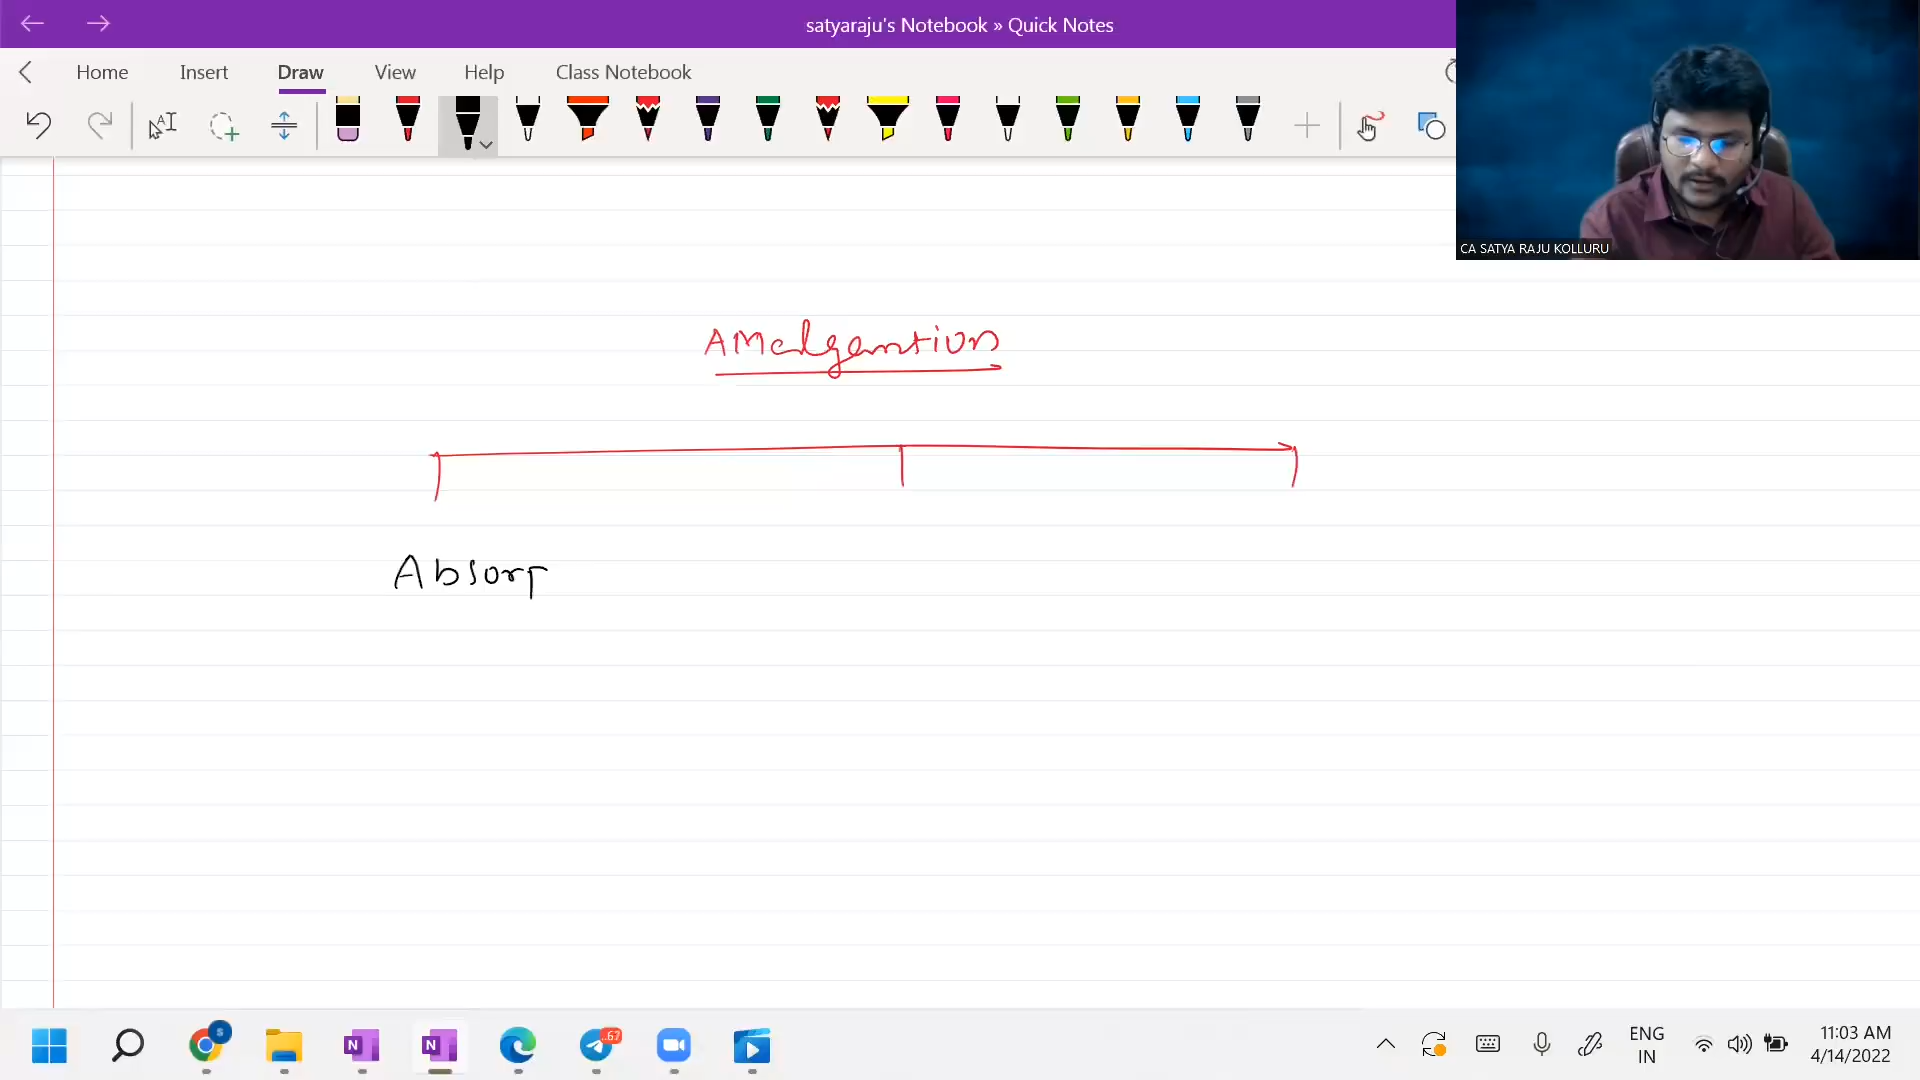 satyaraju's Notebook » Quick Notes
Home Insert Draw View Help Class Notebook
CA SATYA RAJU KOLLURU
AMalgamtion
Absorp
..67
ENG
IN
11:03 AM
4/14/2022